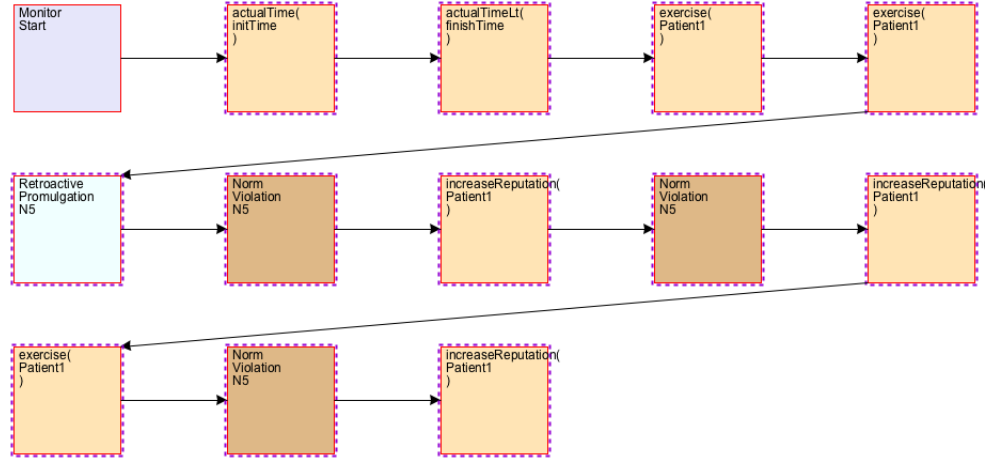 Monitor
Start
actualTime(
initTime
)
actualTimeLt(
finishTime
)
exercise(
Patient1
)
exercise(
Patient1
)
Retroactive
Promulgation
N5
Norm
Violation
N5
increaseReputation(
Patient1
)
Norm
Violation
N5
increaseReputation(
Patient1
)
exercise(
Patient1
)
Norm
Violation
N5
increaseReputation(
Patient1
)